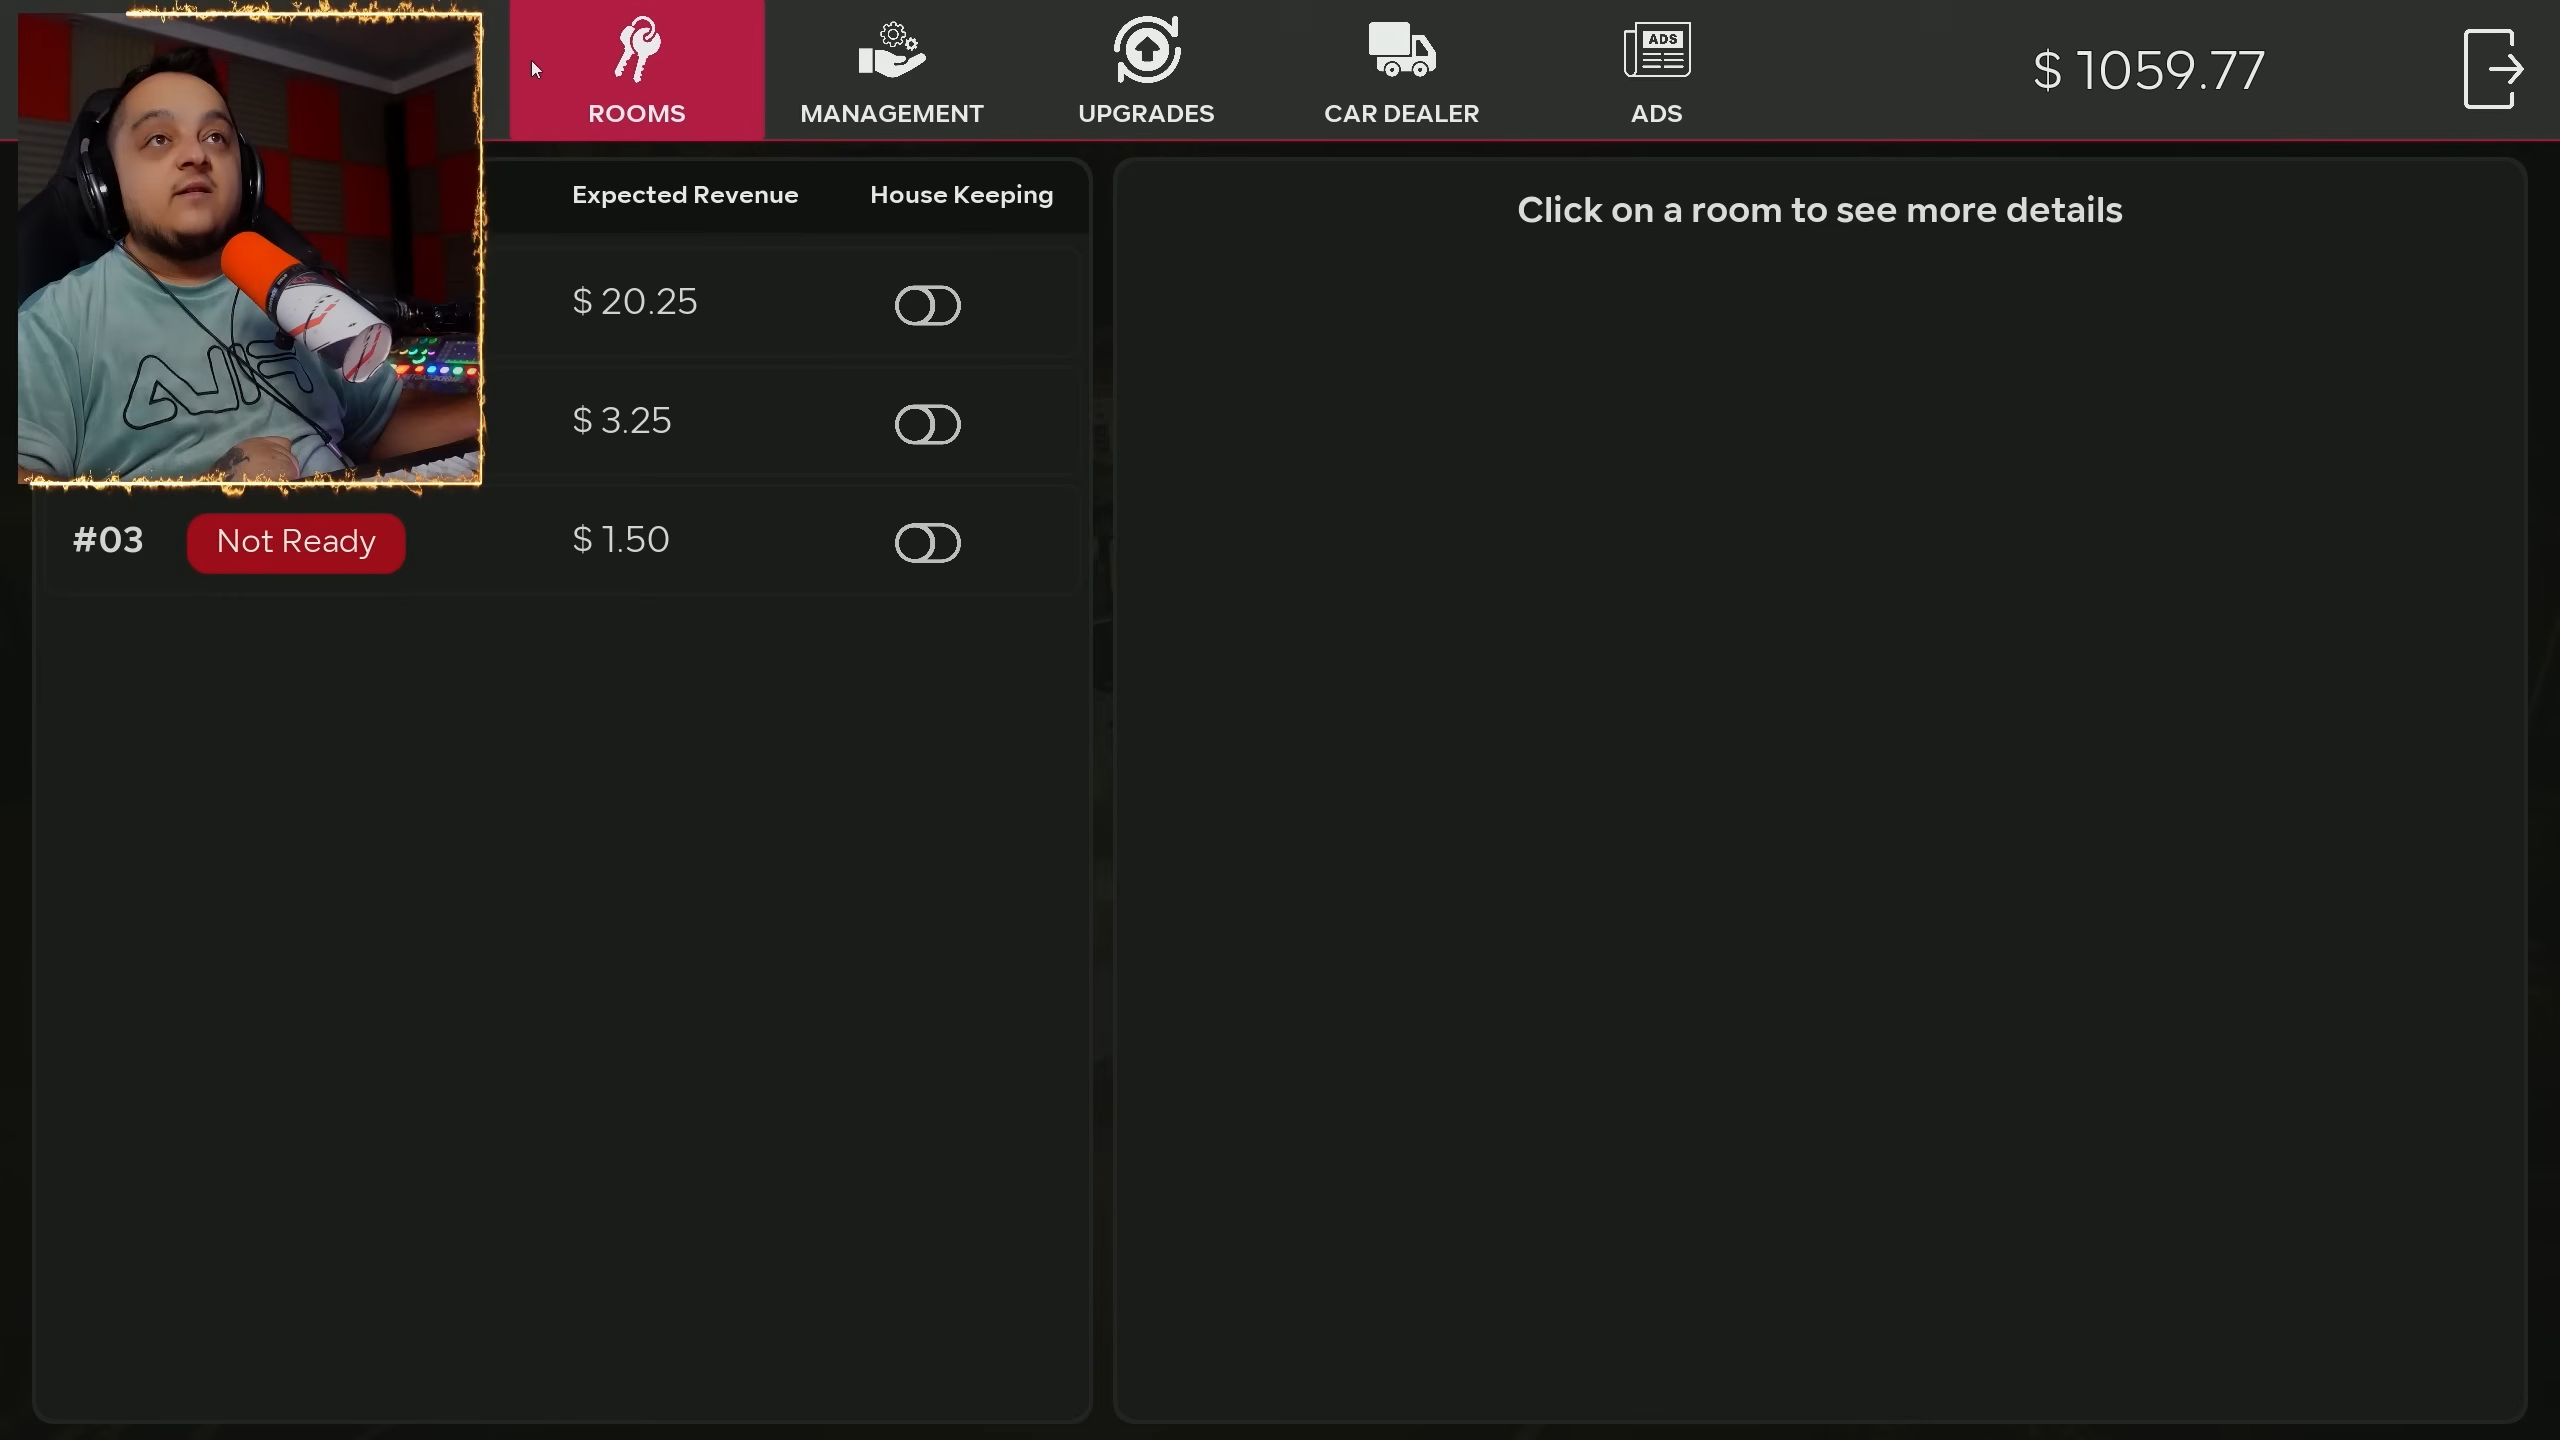 ROOMS
MANAGEMENT
UPGRADES
CAR DEALER
ADS
ADS
$ 1059.77
Expected Revenue House Keeping
$ 20.25
$ 3.25
#03 Not Ready $ 1.50
Click on a room to see more details